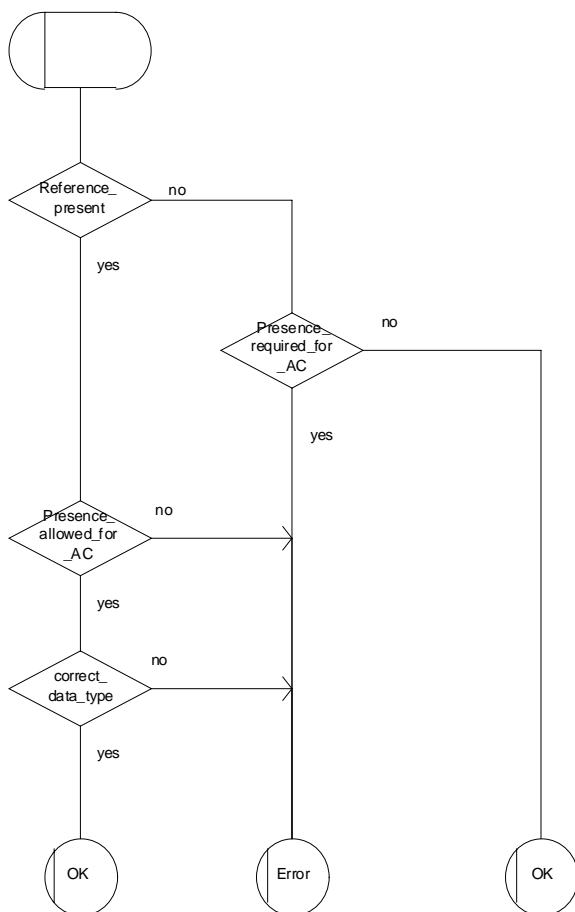 Reference_
present
no
yes
Presence_
required_for
_AC
no
yes
Presence_
allowed_for
_AC
no
yes
correct_
data_type
no
yes
OK
Error
OK